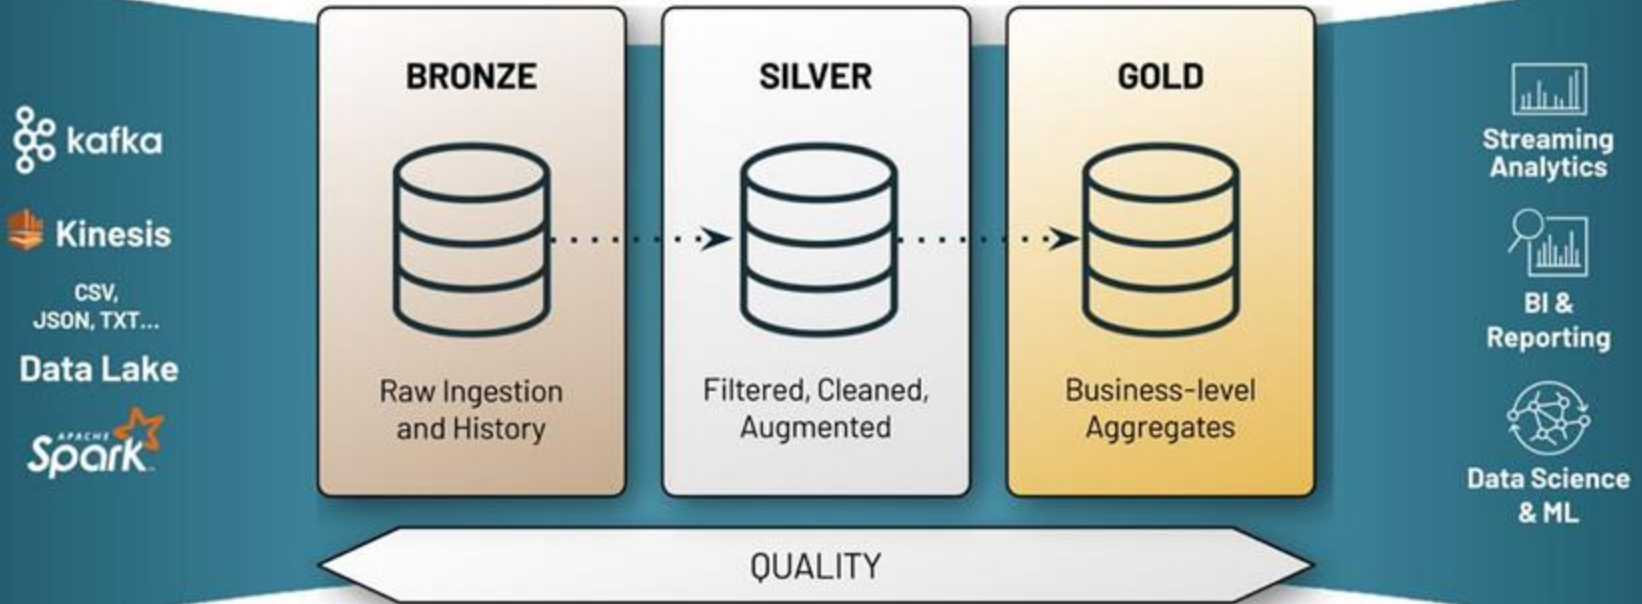 kafka
Kinesis
CSV,
JSON, TXT...
Data Lake
APACHE
Spark
BRONZE
Raw Ingestion
and History
SILVER
Filtered, Cleaned,
Augmented
GOLD
Business-level
Aggregates
Streaming
Analytics
BI &
Reporting
Data Science
& ML
QUALITY